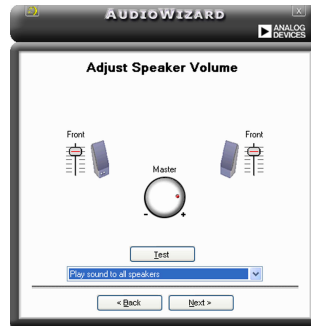 AUDIOWIZARD
X
ANALOG
DEVICES
Adjust Speaker Volume
Front
Front
Master
- +
Test
Play sound to all speakers
< Back
Next >